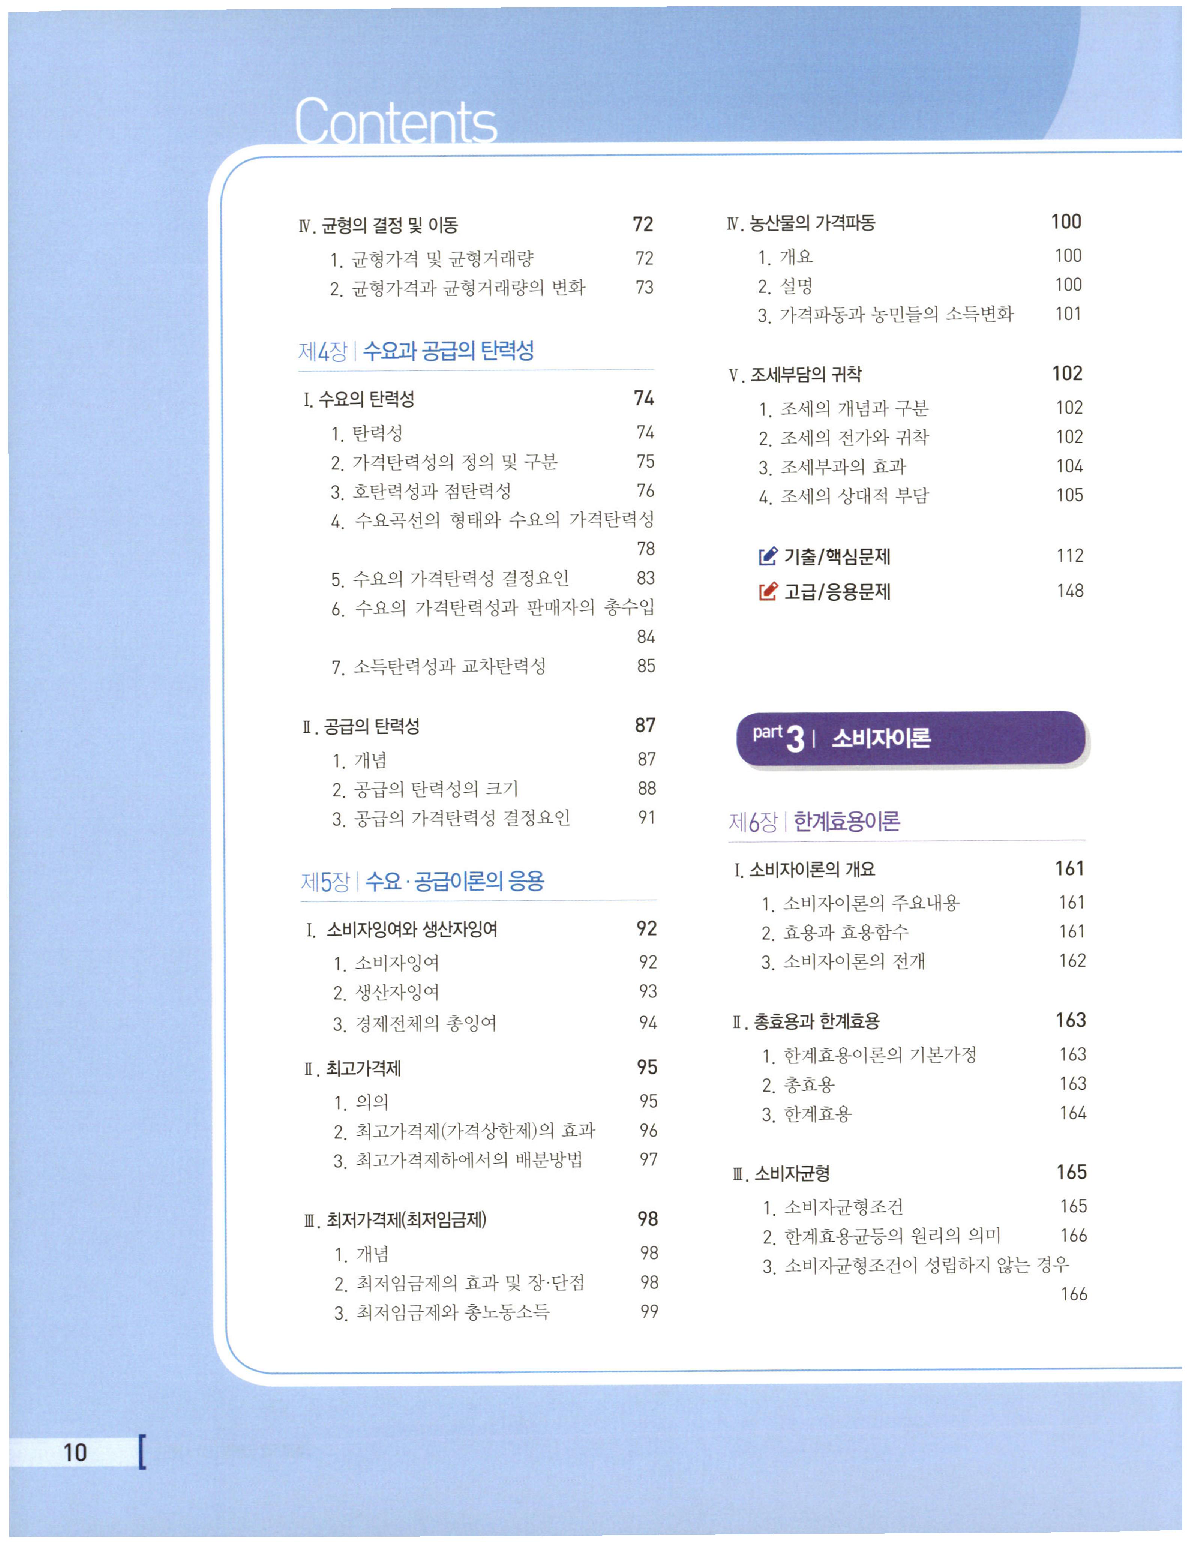 Contents
Ⅳ. 균형의 결정 및 이동 72
1. 균형가격 및 균형거래량 72
2. 균형가격과 균형거래량의 변화 73
제4장 | 수요과 공급의 탄력성
Ⅰ. 수요의 탄력성 74
1. 탄력성 74
2. 가격탄력성의 정의 및 구분 75
3. 호탄력성과 점탄력성 76
4. 수요곡선의 형태와 수요의 가격탄력성
78
5. 수요의 가격탄력성 결정요인 83
6. 수요의 가격탄력성과 판매자의 총수입
84
7. 소득탄력성과 교차탄력성 85
Ⅱ. 공급의 탄력성 87
1. 개념 87
2. 공급의 탄력성의 크기 88
3. 공급의 가격탄력성 결정요인 91
제5장 | 수요·공급이론의 응용
Ⅰ. 소비자잉여와 생산자잉여 92
1. 소비자잉여 92
2. 생산자잉여 93
3. 경제전체의 총잉여 94
Ⅱ. 최고가격제 95
1. 의의 95
2. 최고가격제(가격상한제)의 효과 96
3. 최고가격제하에서의 배분방법 97
Ⅲ. 최저가격제(최저임금제) 98
1. 개념 98
2. 최저임금제의 효과 및 장·단점 98
3. 최저임금제와 총노동소득 99
Ⅳ. 농산물의 가격파동 100
1. 개요 100
2. 설명 100
3. 가격파동과 농민들의 소득변화 101
Ⅴ. 조세부담의 귀착 102
1. 조세의 개념과 구분 102
2. 조세의 전가와 귀착 102
3. 조세부과의 효과 104
4. 조세의 상대적 부담 105
기출/핵심문제 112
고급/응용문제 148
part 3 | 소비자이론
제6장 | 한계효용이론
Ⅰ. 소비자이론의 개요 161
1. 소비자이론의 주요내용 161
2. 효용과 효용함수 161
3. 소비자이론의 전개 162
Ⅱ. 총효용과 한계효용 163
1. 한계효용이론의 기본가정 163
2. 총효용 163
3. 한계효용 164
Ⅲ. 소비자균형 165
1. 소비자균형조건 165
2. 한계효용균등의 원리의 의미 166
3. 소비자균형조건이 성립하지 않는 경우
166
10 [